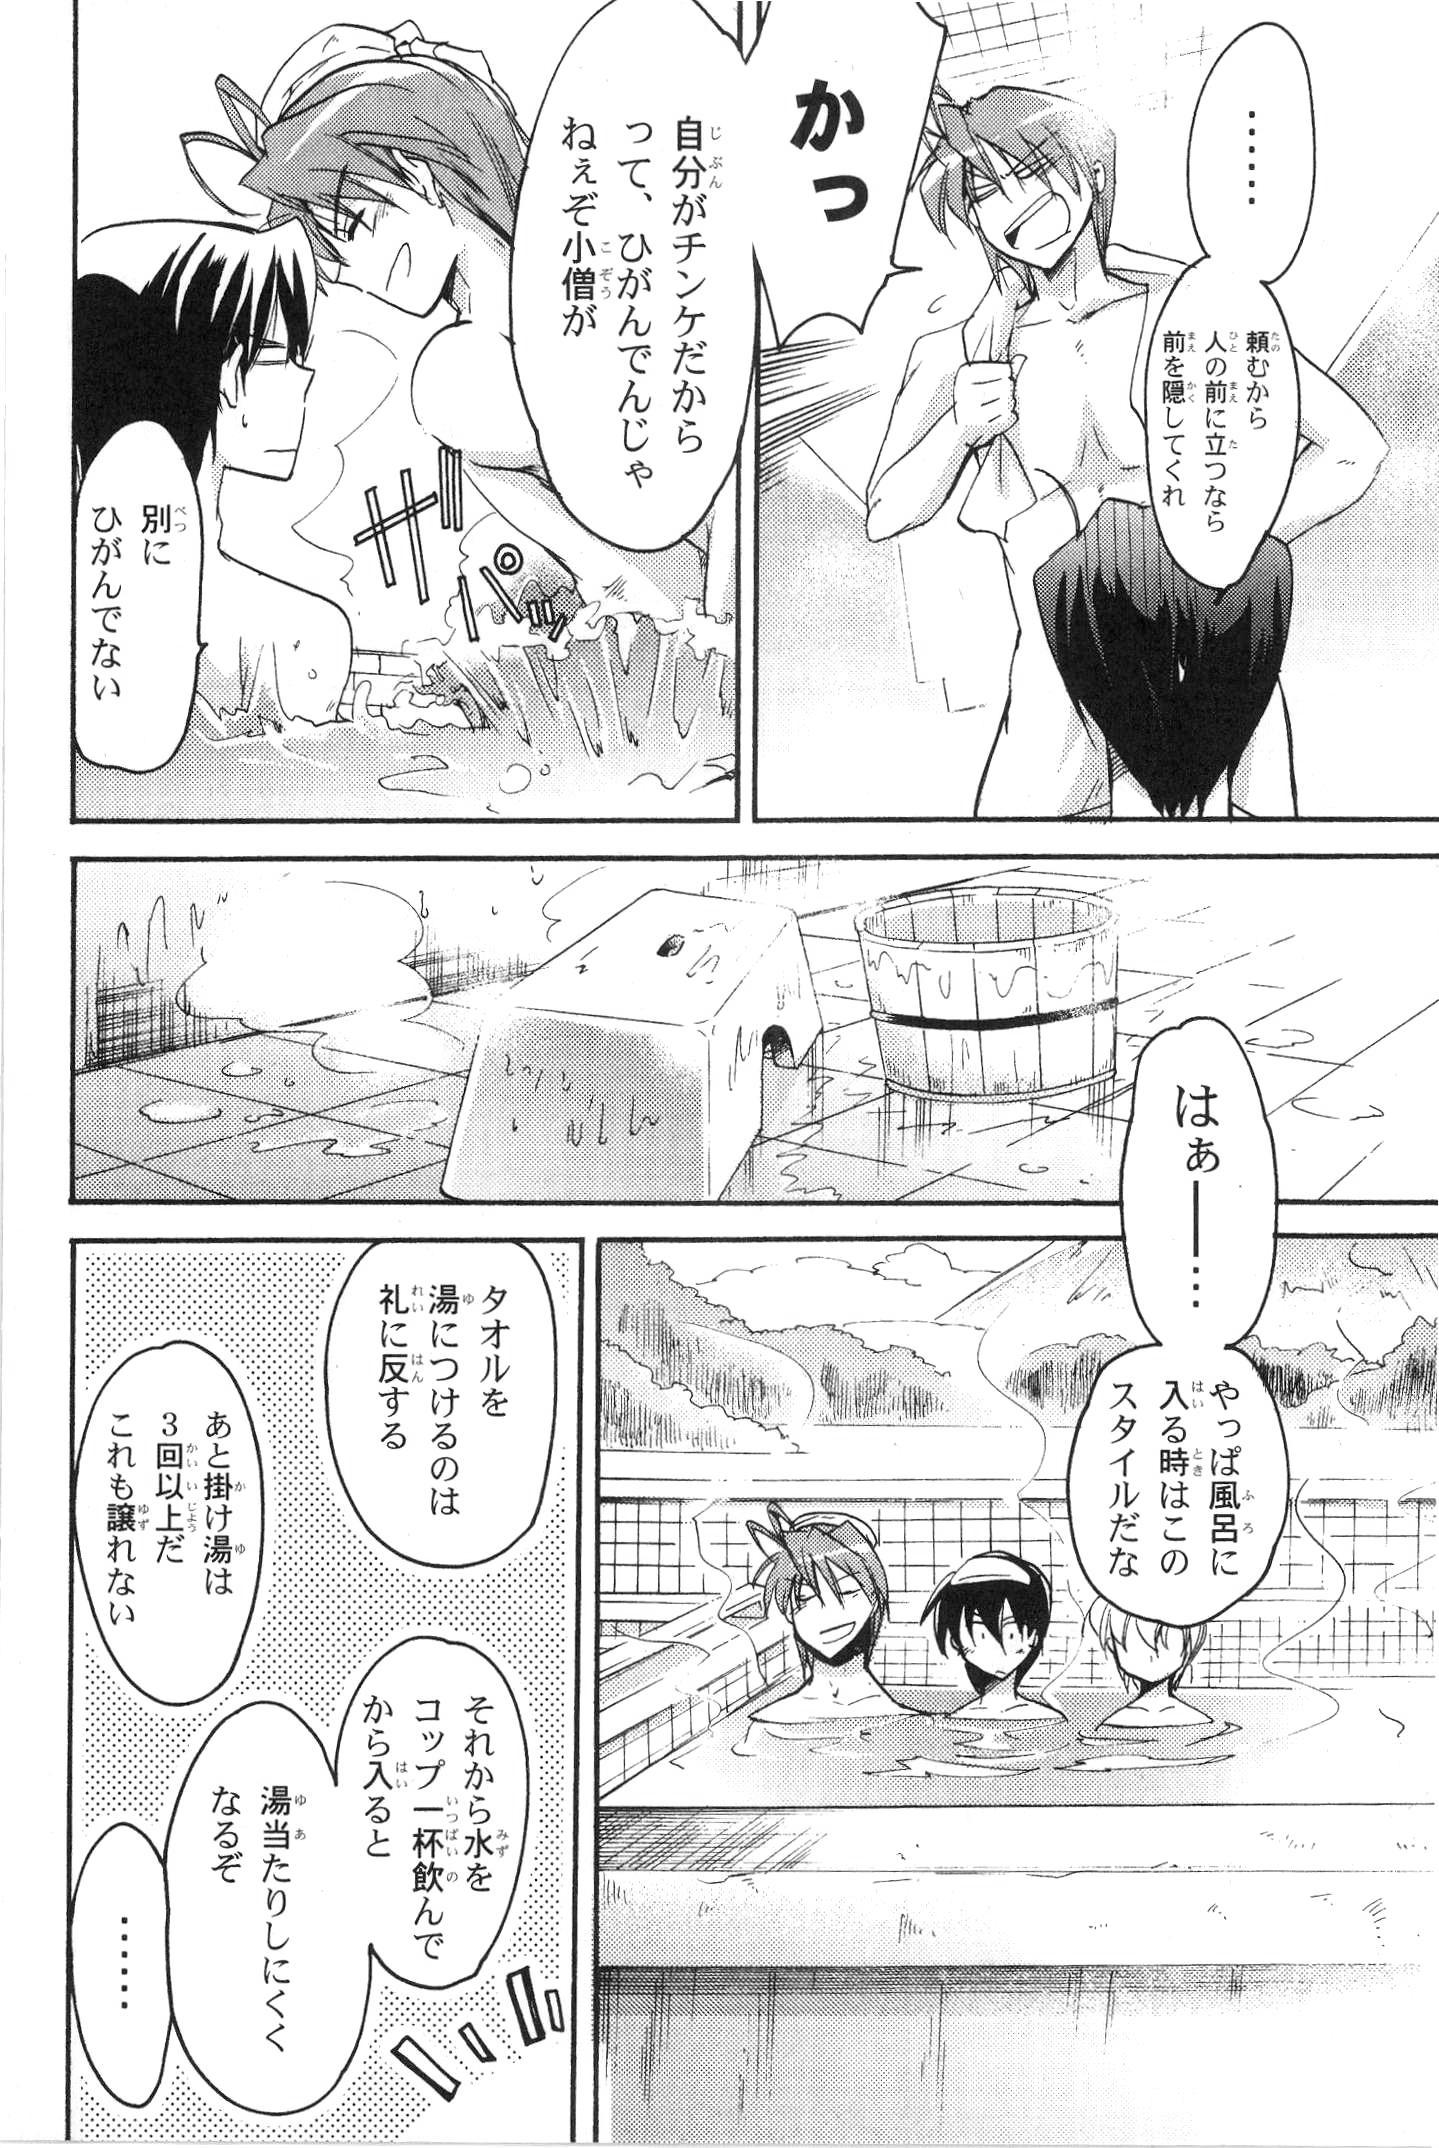 ……
頼むから
人の前に立つなら
前を隠してくれ
かっ
自分がチンケだから
って、ひがんでんじゃ
ねぇぞ小僧が
ザバ
別に
ひがんでない
はぁ――…
やっぱ風呂に
入る時はこの
スタイルだな
タオルを
湯につけるのは
礼に反する
あと掛け湯は
3回以上だ
これも譲れない
それから水を
コップ一杯飲んで
から入ると
湯当たりしにくく
なるぞ
……